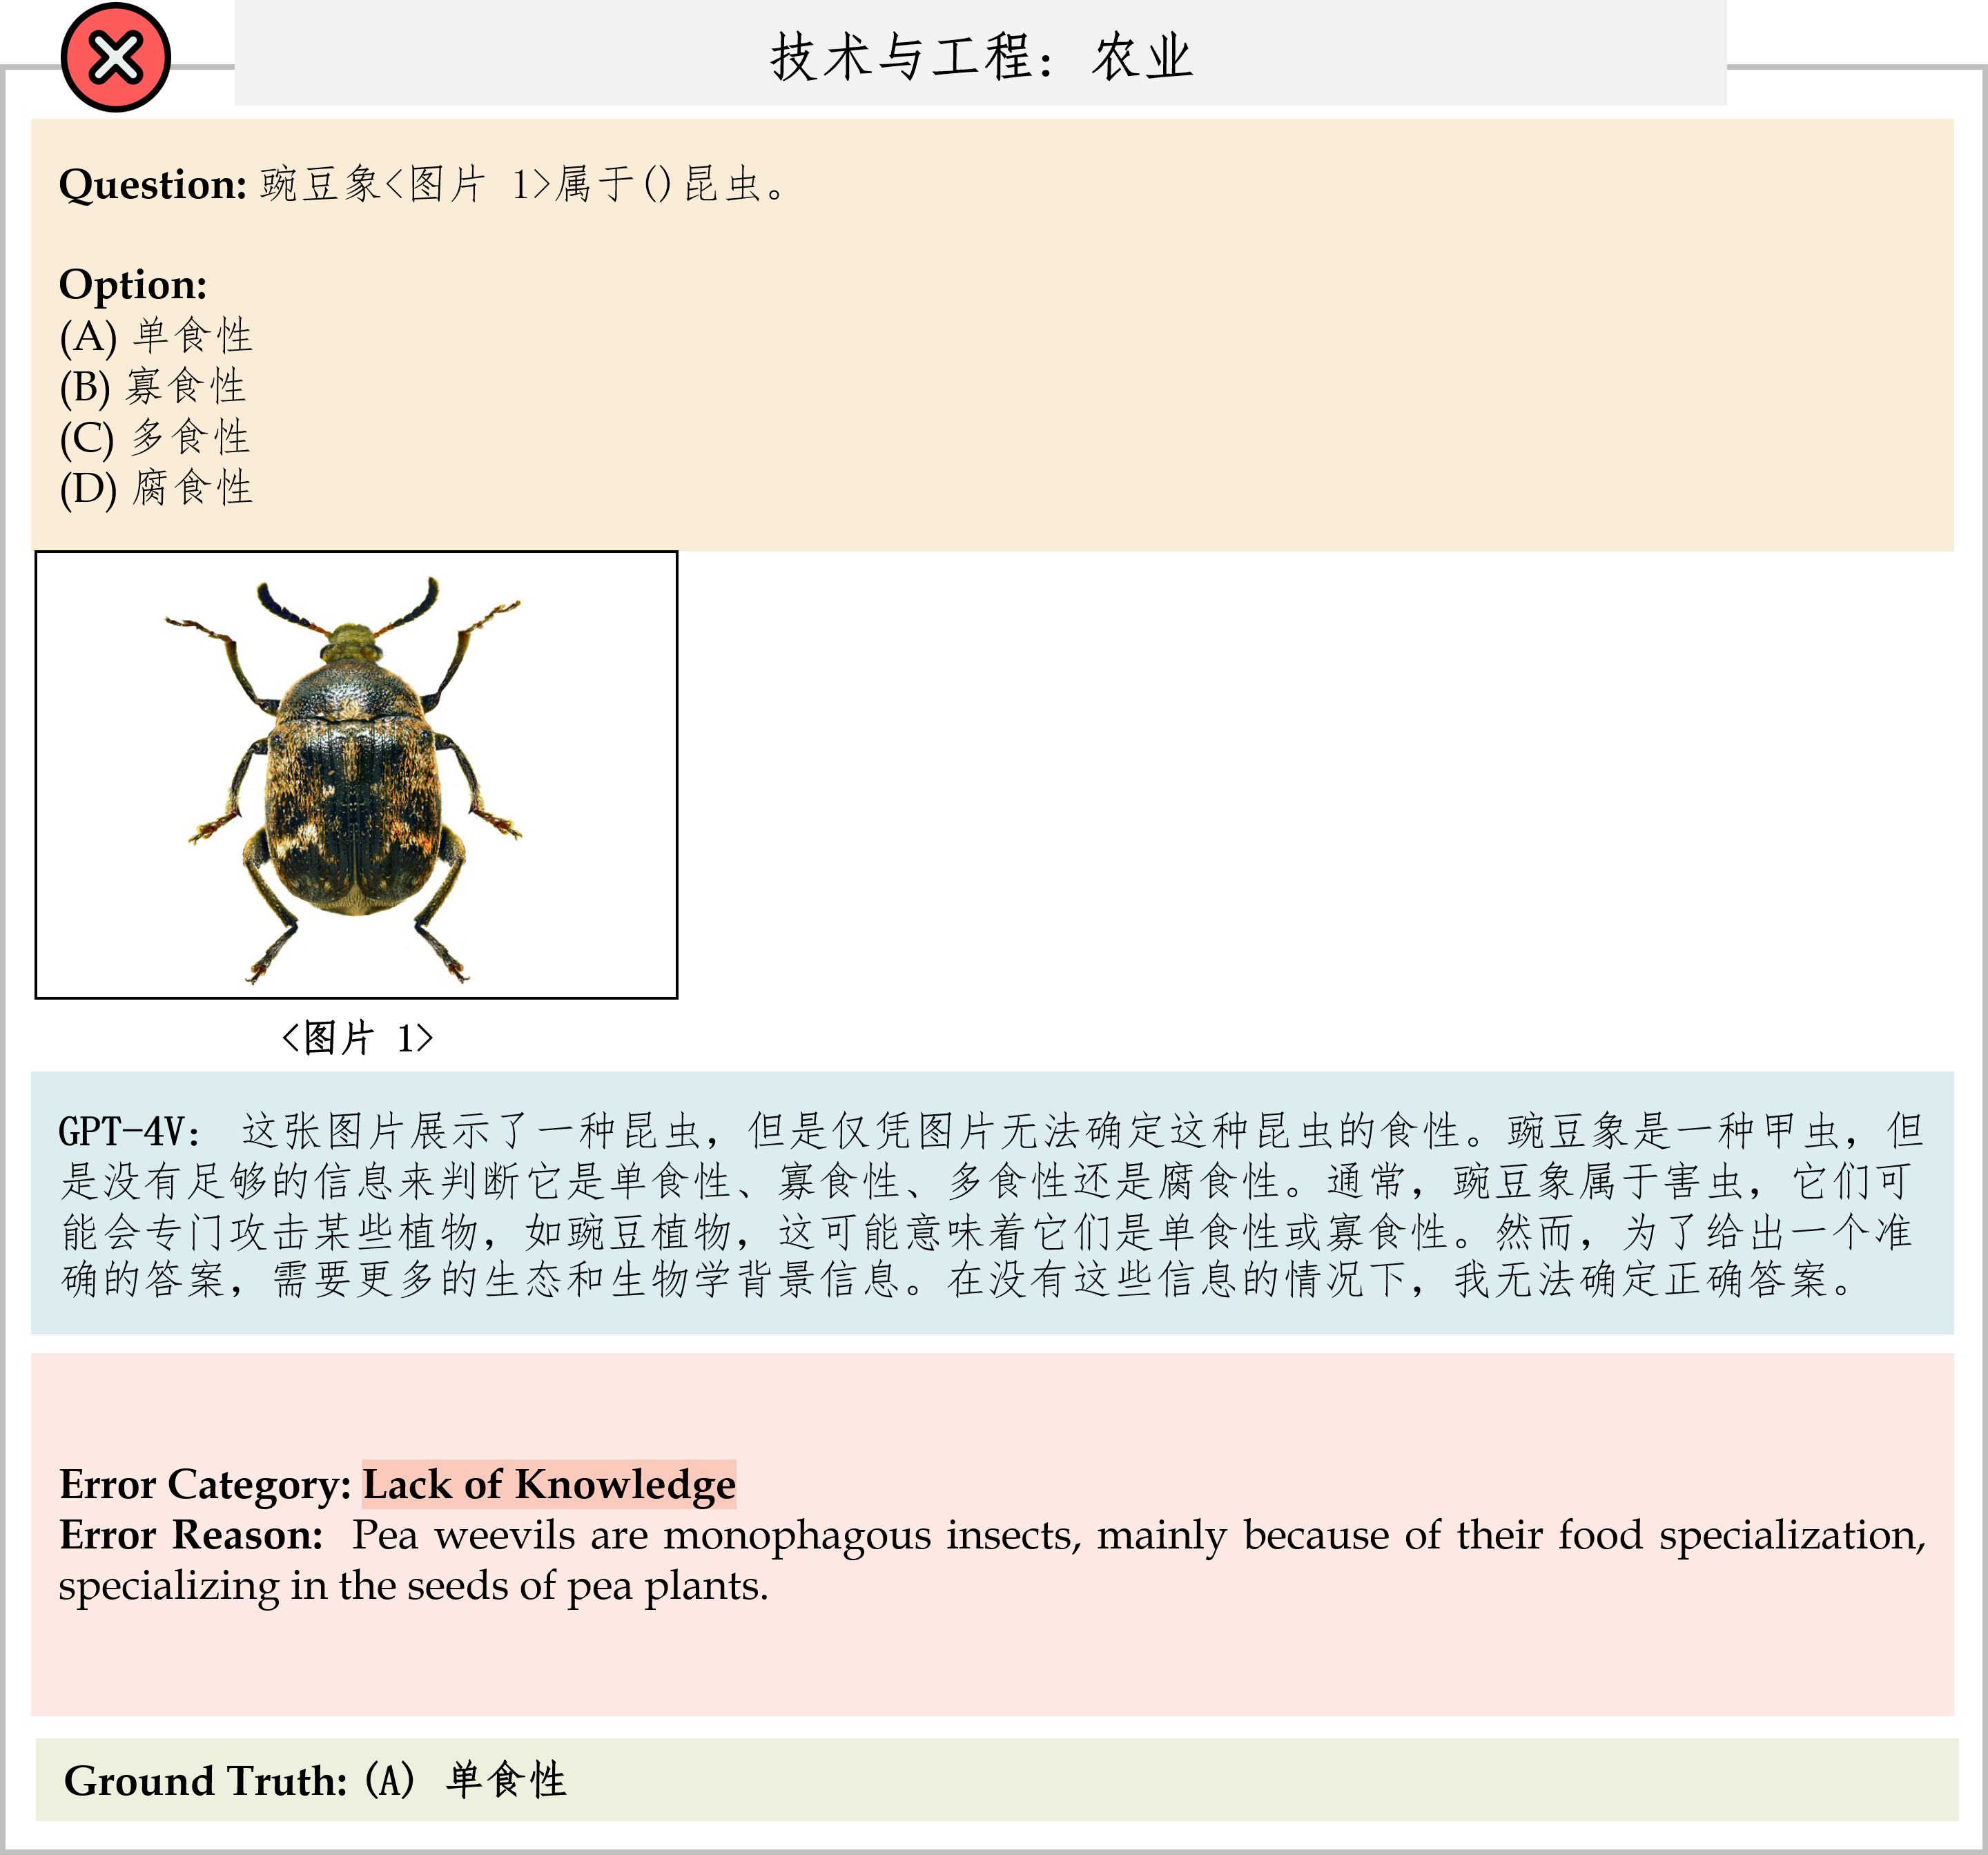 技术与工程：农业
Question: 豌豆象<图片 1>属于()昆虫。
Option:
(A) 单食性
(B) 寡食性
(C) 多食性
(D) 腐食性
<图片 1>
GPT-4V: 这张图片展示了一种昆虫，但是仅凭图片无法确定这种昆虫的食性。豌豆象是一种甲虫，但
是没有足够的信息来判断它是单食性、寡食性、多食性还是腐食性。通常，豌豆象属于害虫，它们可
能会专门攻击某些植物，如豌豆植物，这可能意味着它们是单食性或寡食性。然而，为了给出一个准
确的答案，需要更多的生态和生物学背景信息。在没有这些信息的情况下，我无法确定正确答案。
Error Category: Lack of Knowledge
Error Reason: Pea weevils are monophagous insects, mainly because of their food specialization,
specializing in the seeds of pea plants.
Ground Truth: (A) 单食性